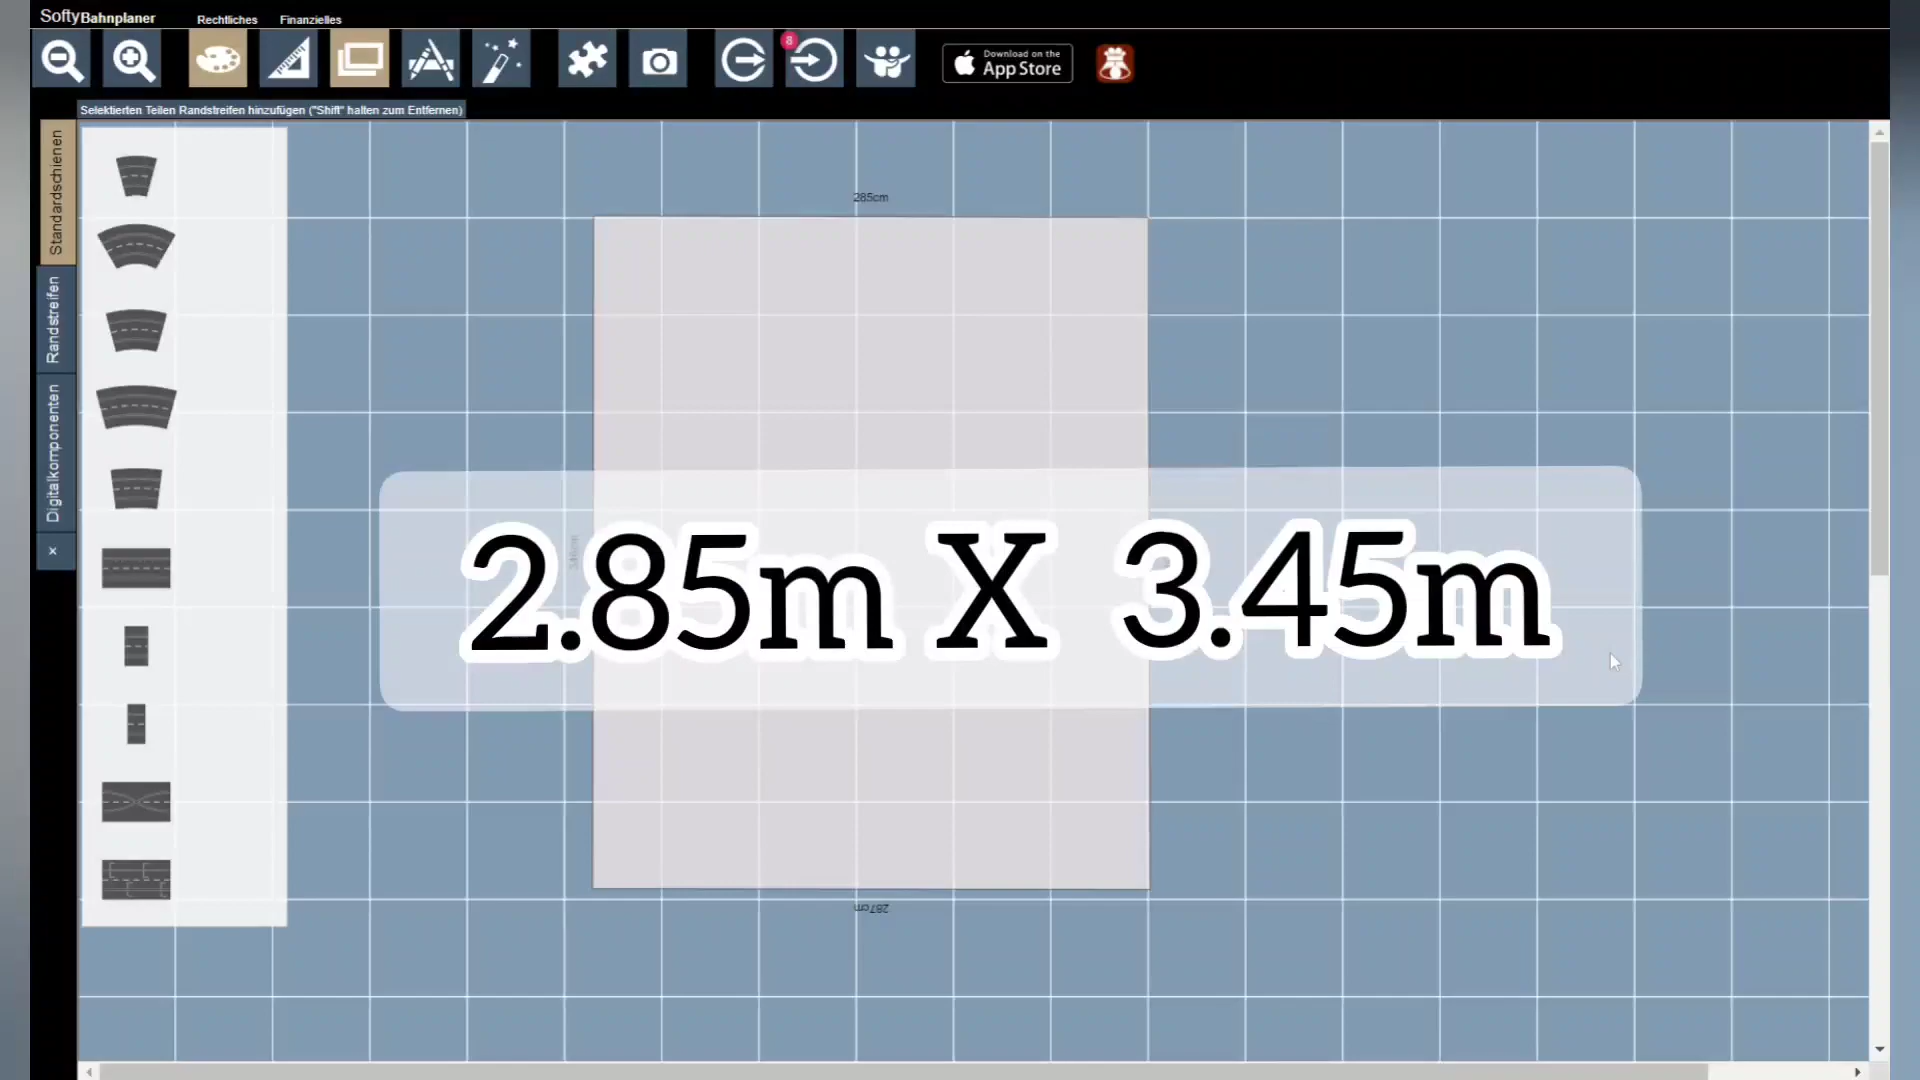 SoftyBahnplaner
Rechtliches
Finanzielles
8
Download on the
App Store
Selektierten Teilen Randstreifen hinzufügen ("Shift" halten zum Entfernen)
Standardschienen
Randstreifen
Digitalkomponenten
×
285cm
2.85m X 3.45m
287cm